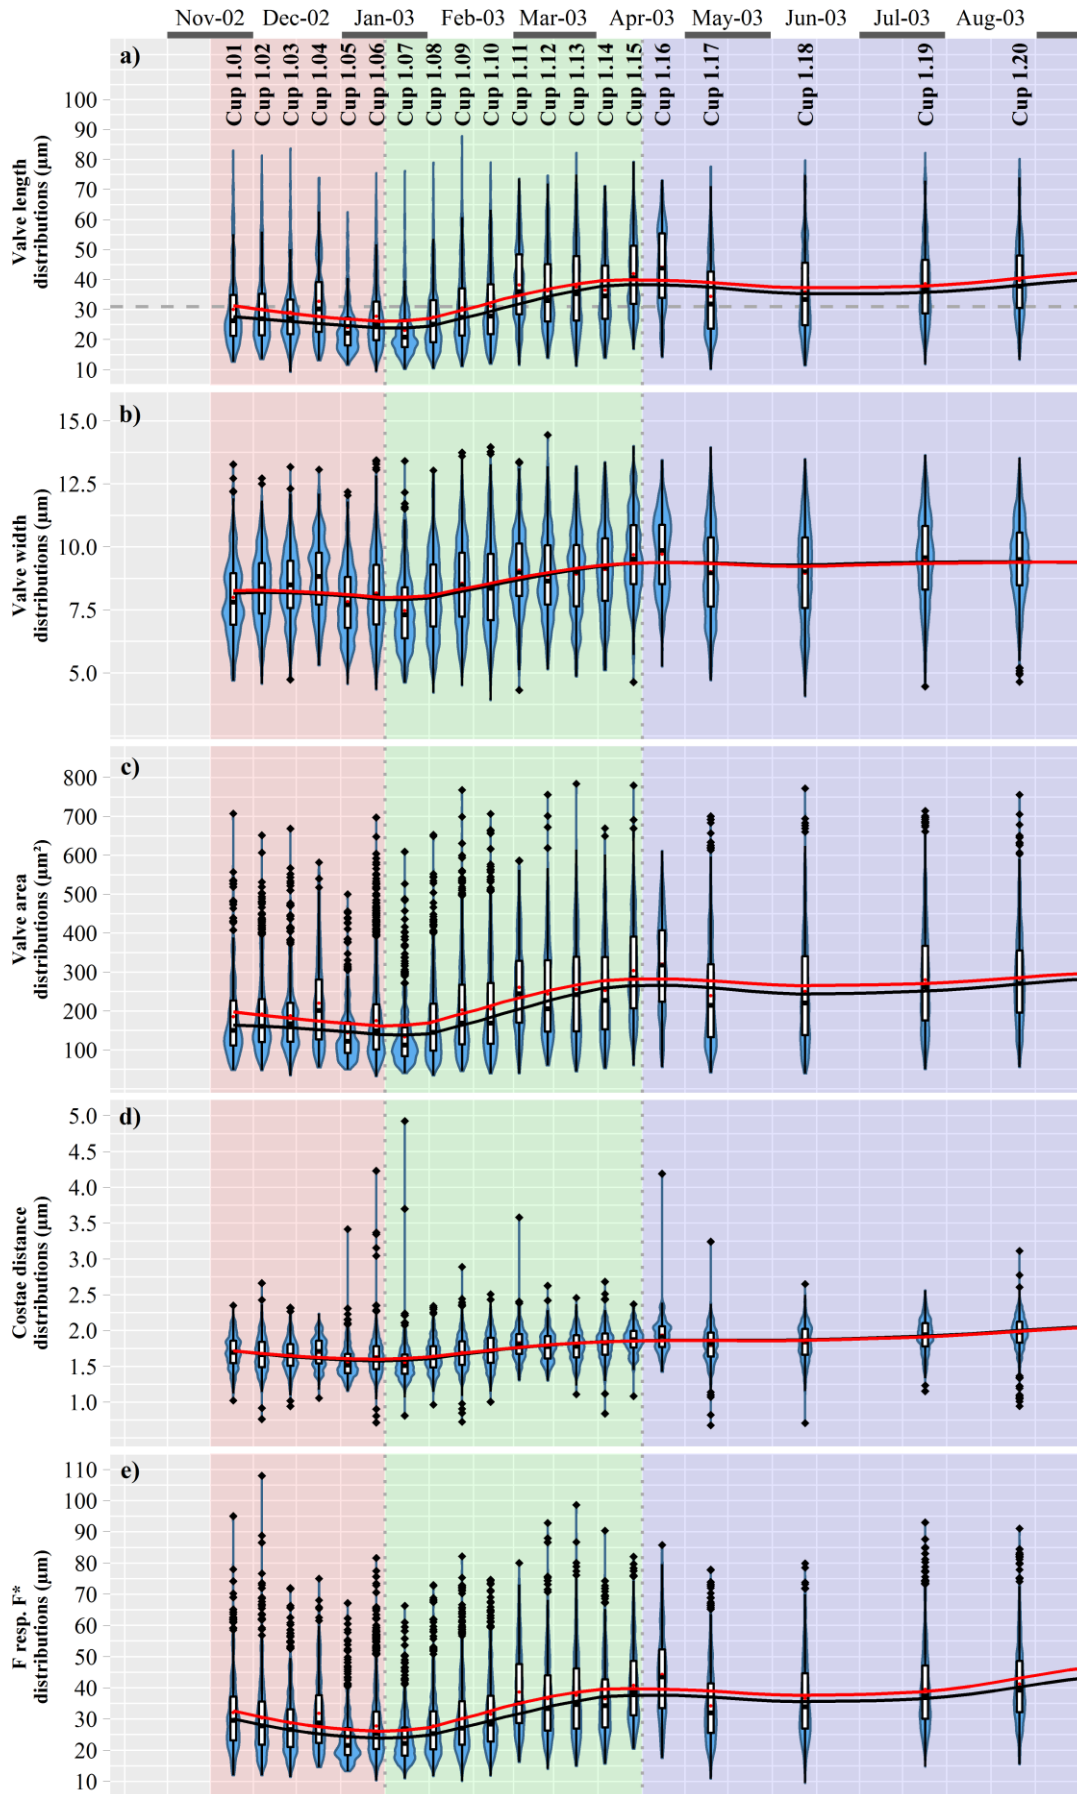 Nov-02 Dec-02 Jan-03 Feb-03 Mar-03 Apr-03 May-03 Jun-03 Jul-03 Aug-03
a)
Cup 1.01
Cup 1.02
Cup 1.03
Cup 1.04
Cup 1.05
Cup 1.06
Cup 1.07
Cup 1.08
Cup 1.09
Cup 1.10
Cup 1.11
Cup 1.12
Cup 1.13
Cup 1.14
Cup 1.15
Cup 1.16
Cup 1.17
Cup 1.18
Cup 1.19
Cup 1.20
Valve length
distributions (µm)
100
90
80
70
60
50
40
30
20
10
b)
Valve width
distributions (µm)
15.0
12.5
10.0
7.5
5.0
c)
Valve area
distributions (µm²)
800
700
600
500
400
300
200
100
d)
Costae distance
distributions (µm)
5.0
4.5
4.0
3.5
3.0
2.5
2.0
1.5
1.0
e)
F resp. F*
distributions (µm)
110
100
90
80
70
60
50
40
30
20
10